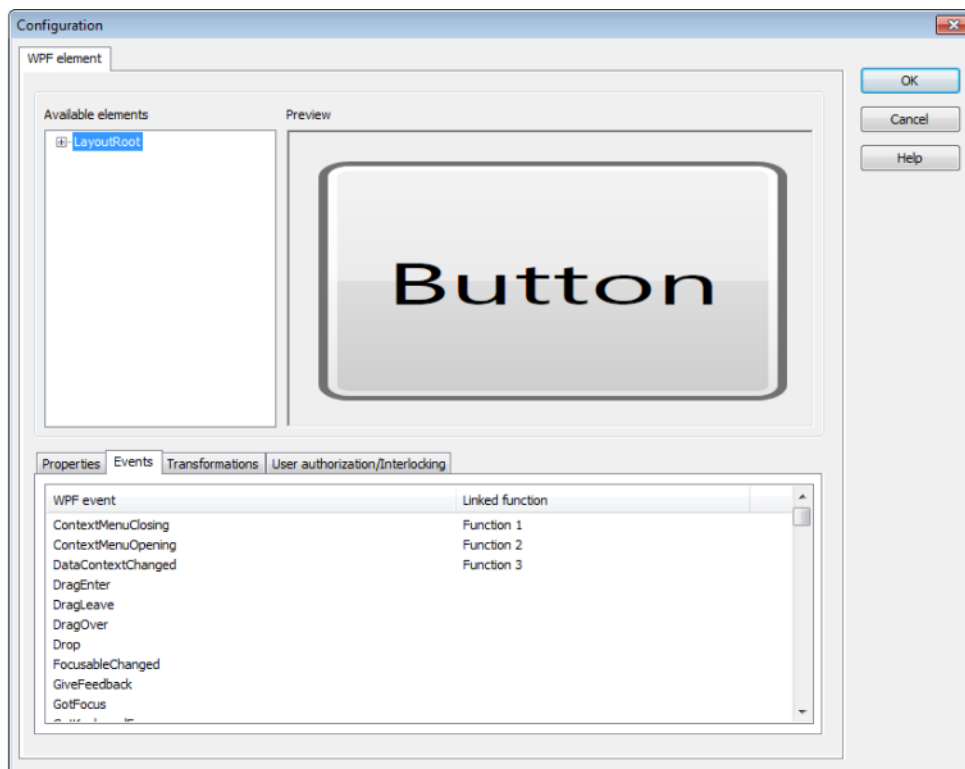 Configuration
WPF element
OK
Cancel
Help
Available elements
Preview
LayoutRoot
Button
Properties
Events
Transformations
User authorization/Interlocking
WPF event
Linked function
ContextMenuClosing
Function 1
ContextMenuOpening
Function 2
DataContextChanged
Function 3
DragEnter
DragLeave
DragOver
Drop
FocusableChanged
GiveFeedback
GotFocus